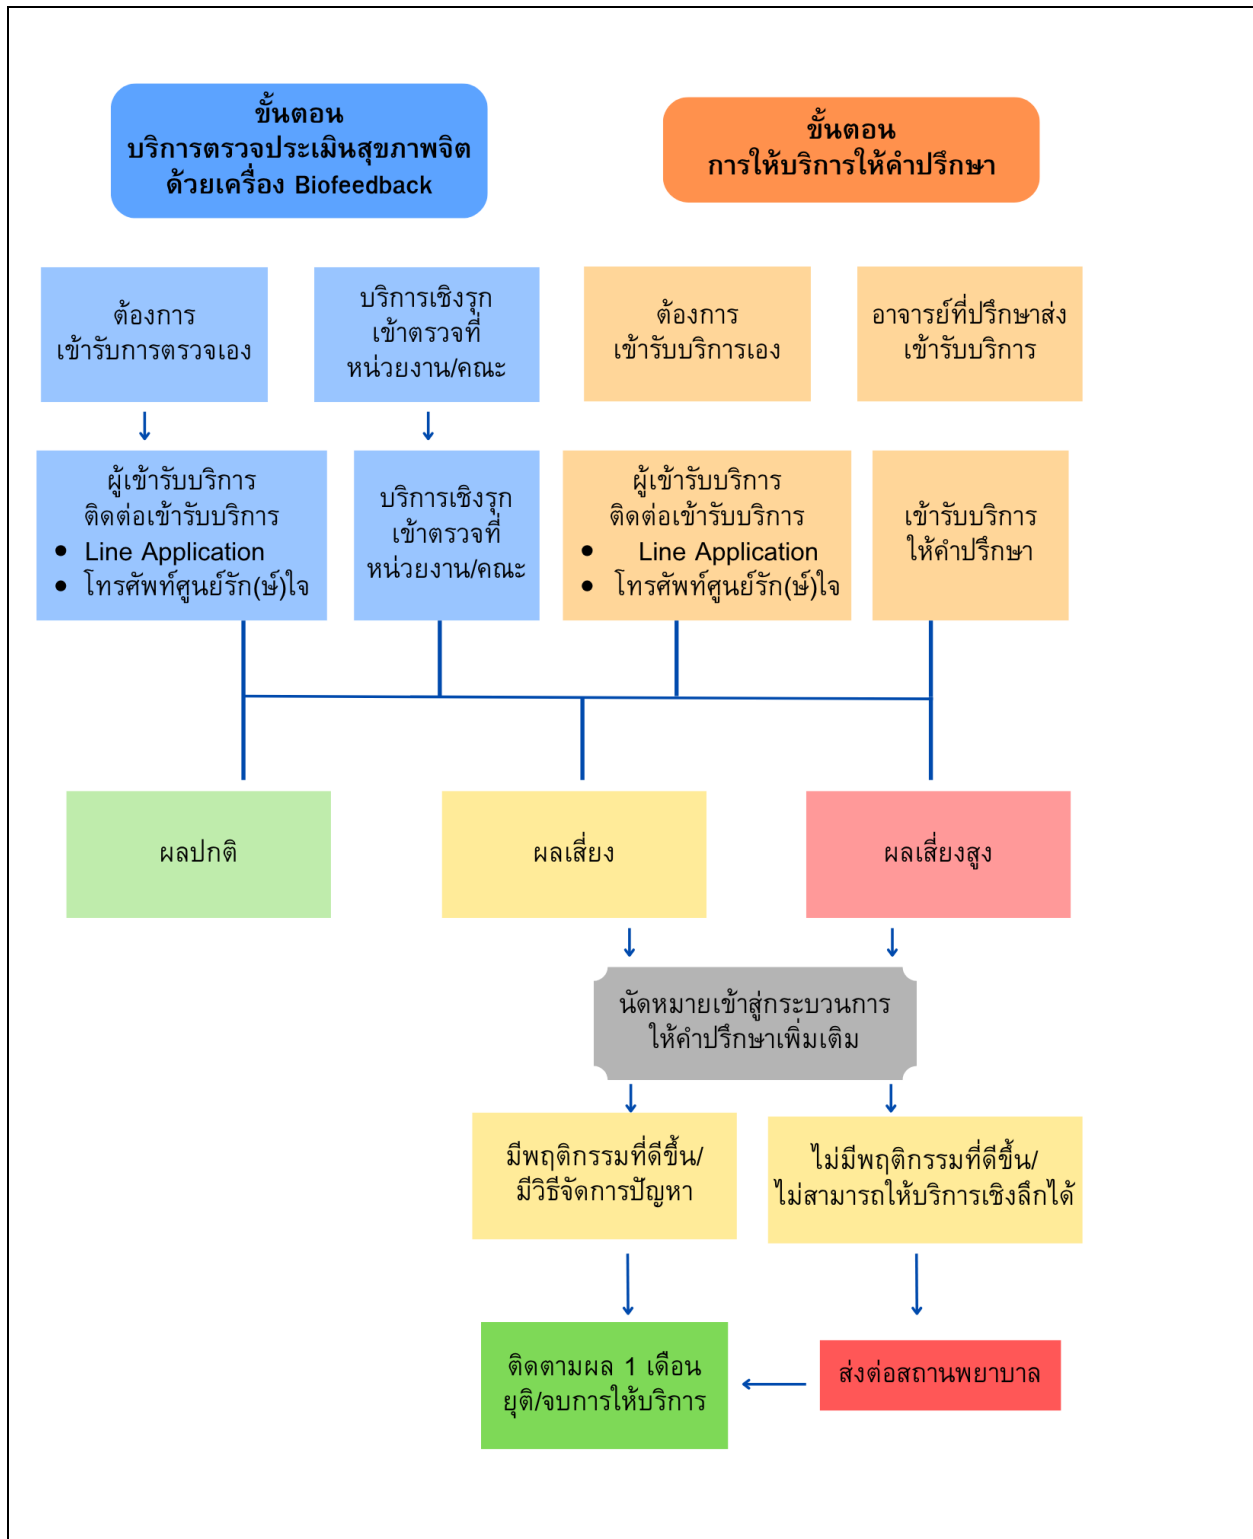 ขั้นตอน
บริการตรวจประเมินสุขภาพจิต
ด้วยเครื่อง Biofeedback
ขั้นตอน
การให้บริการให้คำปรึกษา
ต้องการ
เข้ารับการตรวจเอง
บริการเชิงรุก
เข้าตรวจที่
หน่วยงาน/คณะ
ต้องการ
เข้ารับบริการเอง
อาจารย์ที่ปรึกษาส่ง
เข้ารับบริการ
ผู้เข้ารับบริการ
ติดต่อเข้ารับบริการ
● Line Application
● โทรศัพท์ศูนย์รัก(ษ์)ใจ
บริการเชิงรุก
เข้าตรวจที่
หน่วยงาน/คณะ
ผู้เข้ารับบริการ
ติดต่อเข้ารับบริการ
● Line Application
● โทรศัพท์ศูนย์รัก(ษ์)ใจ
เข้ารับบริการ
ให้คำปรึกษา
ผลปกติ
ผลเสี่ยง
ผลเสี่ยงสูง
นัดหมายเข้าสู่กระบวนการ
ให้คำปรึกษาเพิ่มเติม
มีพฤติกรรมที่ดีขึ้น/
มีวิธีจัดการปัญหา
ไม่มีพฤติกรรมที่ดีขึ้น/
ไม่สามารถให้บริการเชิงลึกได้
ติดตามผล 1 เดือน
ยุติ/จบการให้บริการ
ส่งต่อสถานพยาบาล